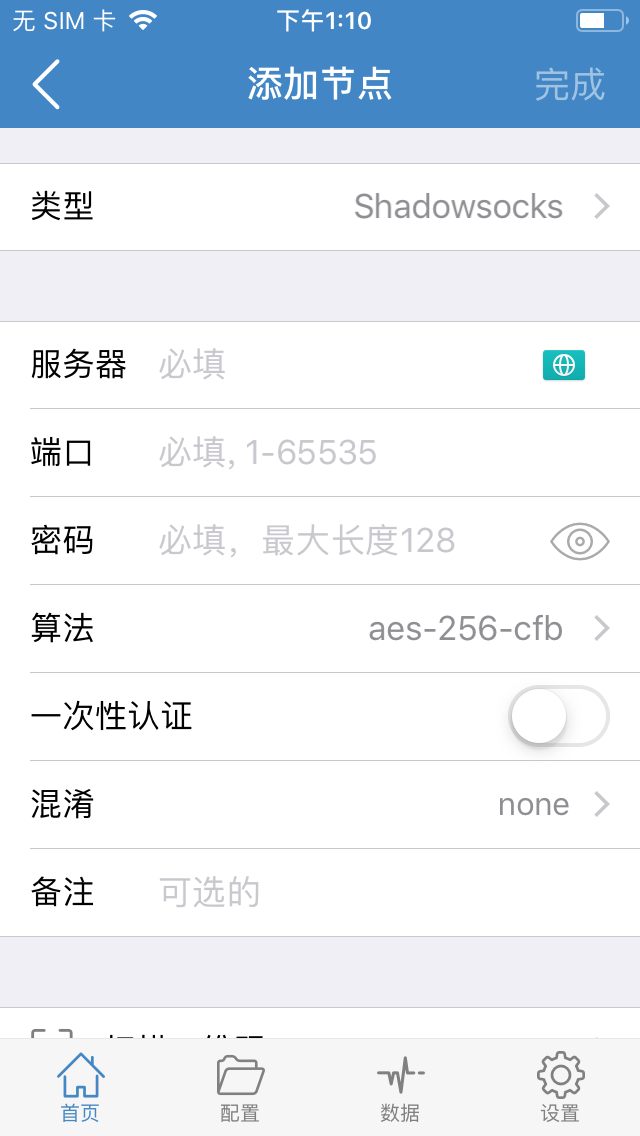 无 SIM 卡 下午1:10
添加节点 完成
类型 Shadowsocks
服务器 必填
端口 必填, 1-65535
密码 必填，最大长度128
算法 aes-256-cfb
一次性认证
混淆 none
备注 可选的
首页 配置 数据 设置